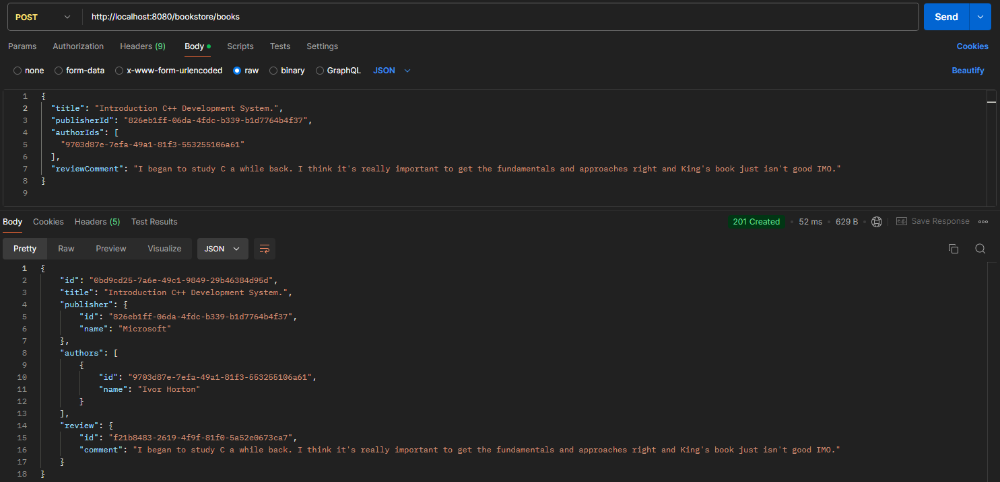 POST http://localhost:8080/bookstore/books Send
Params Authorization Headers (9) Body Scripts Tests Settings Cookies
none form-data x-www-form-urlencoded raw binary GraphQL JSON Beautify
1 {
2 "title": "Introduction C++ Development System.",
3 "publisherId": "826eb1ff-06da-4fdc-b339-b1d7764b4f37",
4 "authorIds": [
5 "9703d87e-7efa-49a1-81f3-553255106a61"
6 ],
7 "reviewComment": "I began to study C a while back. I think it's really important to get the fundamentals and approaches right and King's book just isn't good IMO."
8 }
9
Body Cookies Headers (5) Test Results 201 Created 52 ms 629 B e.g. Save Response
Pretty Raw Preview Visualize JSON
1 {
2 "id": "0bd9cd25-7a6e-49c1-9849-29b46384d95d",
3 "title": "Introduction C++ Development System.",
4 "publisher": {
5 "id": "826eb1ff-06da-4fdc-b339-b1d7764b4f37",
6 "name": "Microsoft"
7 },
8 "authors": [
9 {
10 "id": "9703d87e-7efa-49a1-81f3-553255106a61",
11 "name": "Ivor Horton"
12 }
13 ],
14 "review": {
15 "id": "f21b8483-2619-4f9f-81f0-5a52e0673ca7",
16 "comment": "I began to study C a while back. I think it's really important to get the fundamentals and approaches right and King's book just isn't good IMO."
17 }
18 }